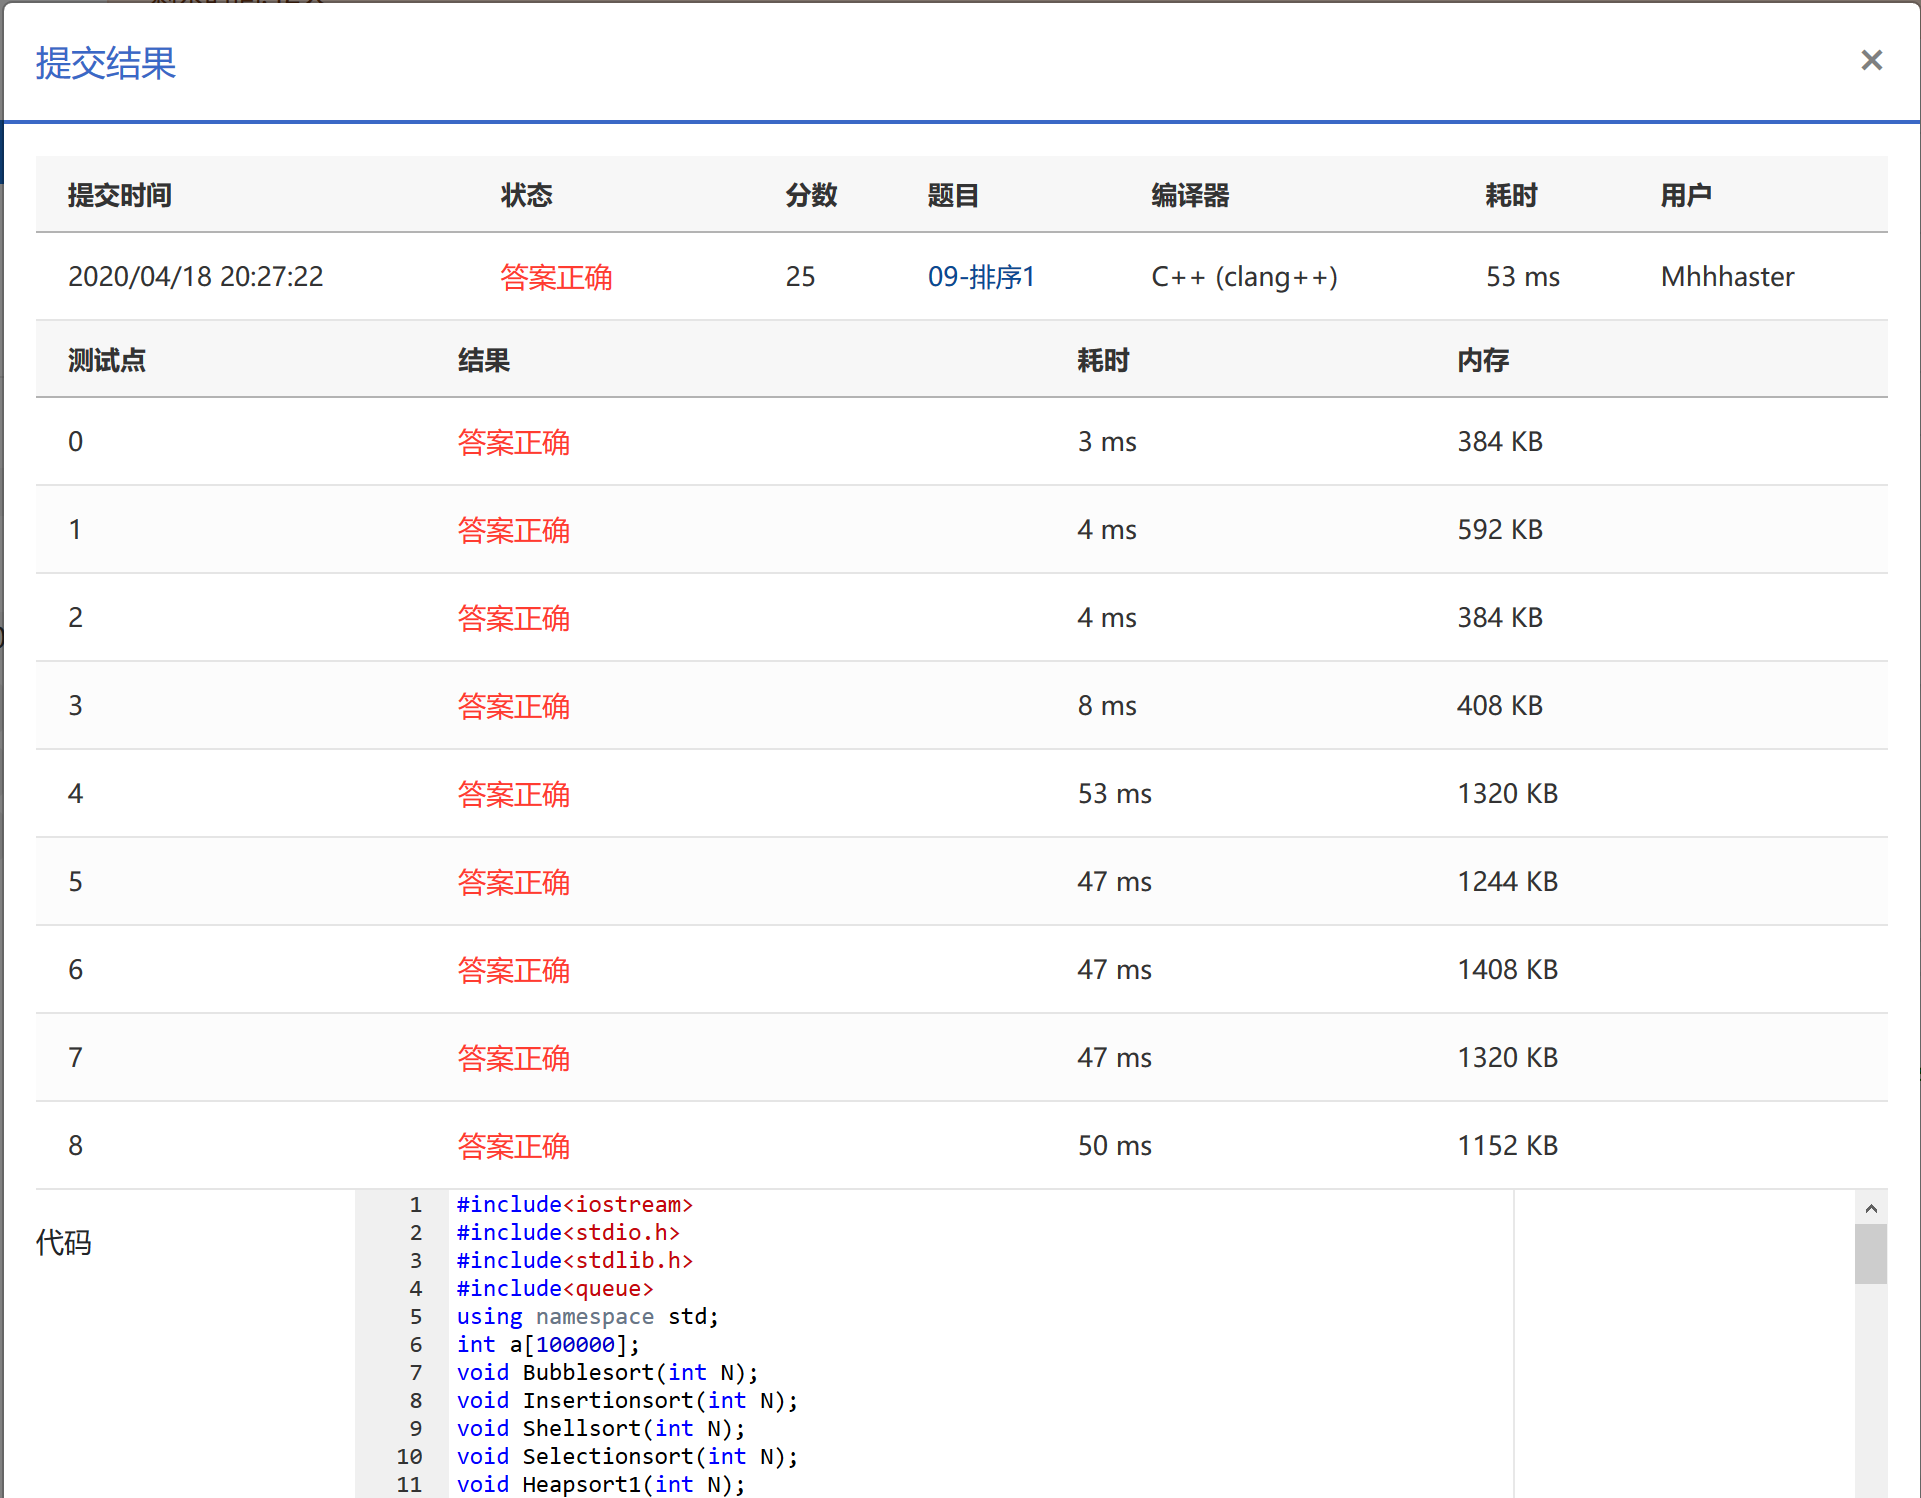 提交结果
×
提交时间 状态 分数 题目 编译器 耗时 用户
2020/04/18 20:27:22 答案正确 25 09-排序1 C++ (clang++) 53 ms Mhhhaster
测试点 结果 耗时 内存
0 答案正确 3 ms 384 KB
1 答案正确 4 ms 592 KB
2 答案正确 4 ms 384 KB
3 答案正确 8 ms 408 KB
4 答案正确 53 ms 1320 KB
5 答案正确 47 ms 1244 KB
6 答案正确 47 ms 1408 KB
7 答案正确 47 ms 1320 KB
8 答案正确 50 ms 1152 KB
代码
1 #include<iostream>
2 #include<stdio.h>
3 #include<stdlib.h>
4 #include<queue>
5 using namespace std;
6 int a[100000];
7 void Bubblesort(int N);
8 void Insertionsort(int N);
9 void Shellsort(int N);
10 void Selectionsort(int N);
11 void Heapsort1(int N);